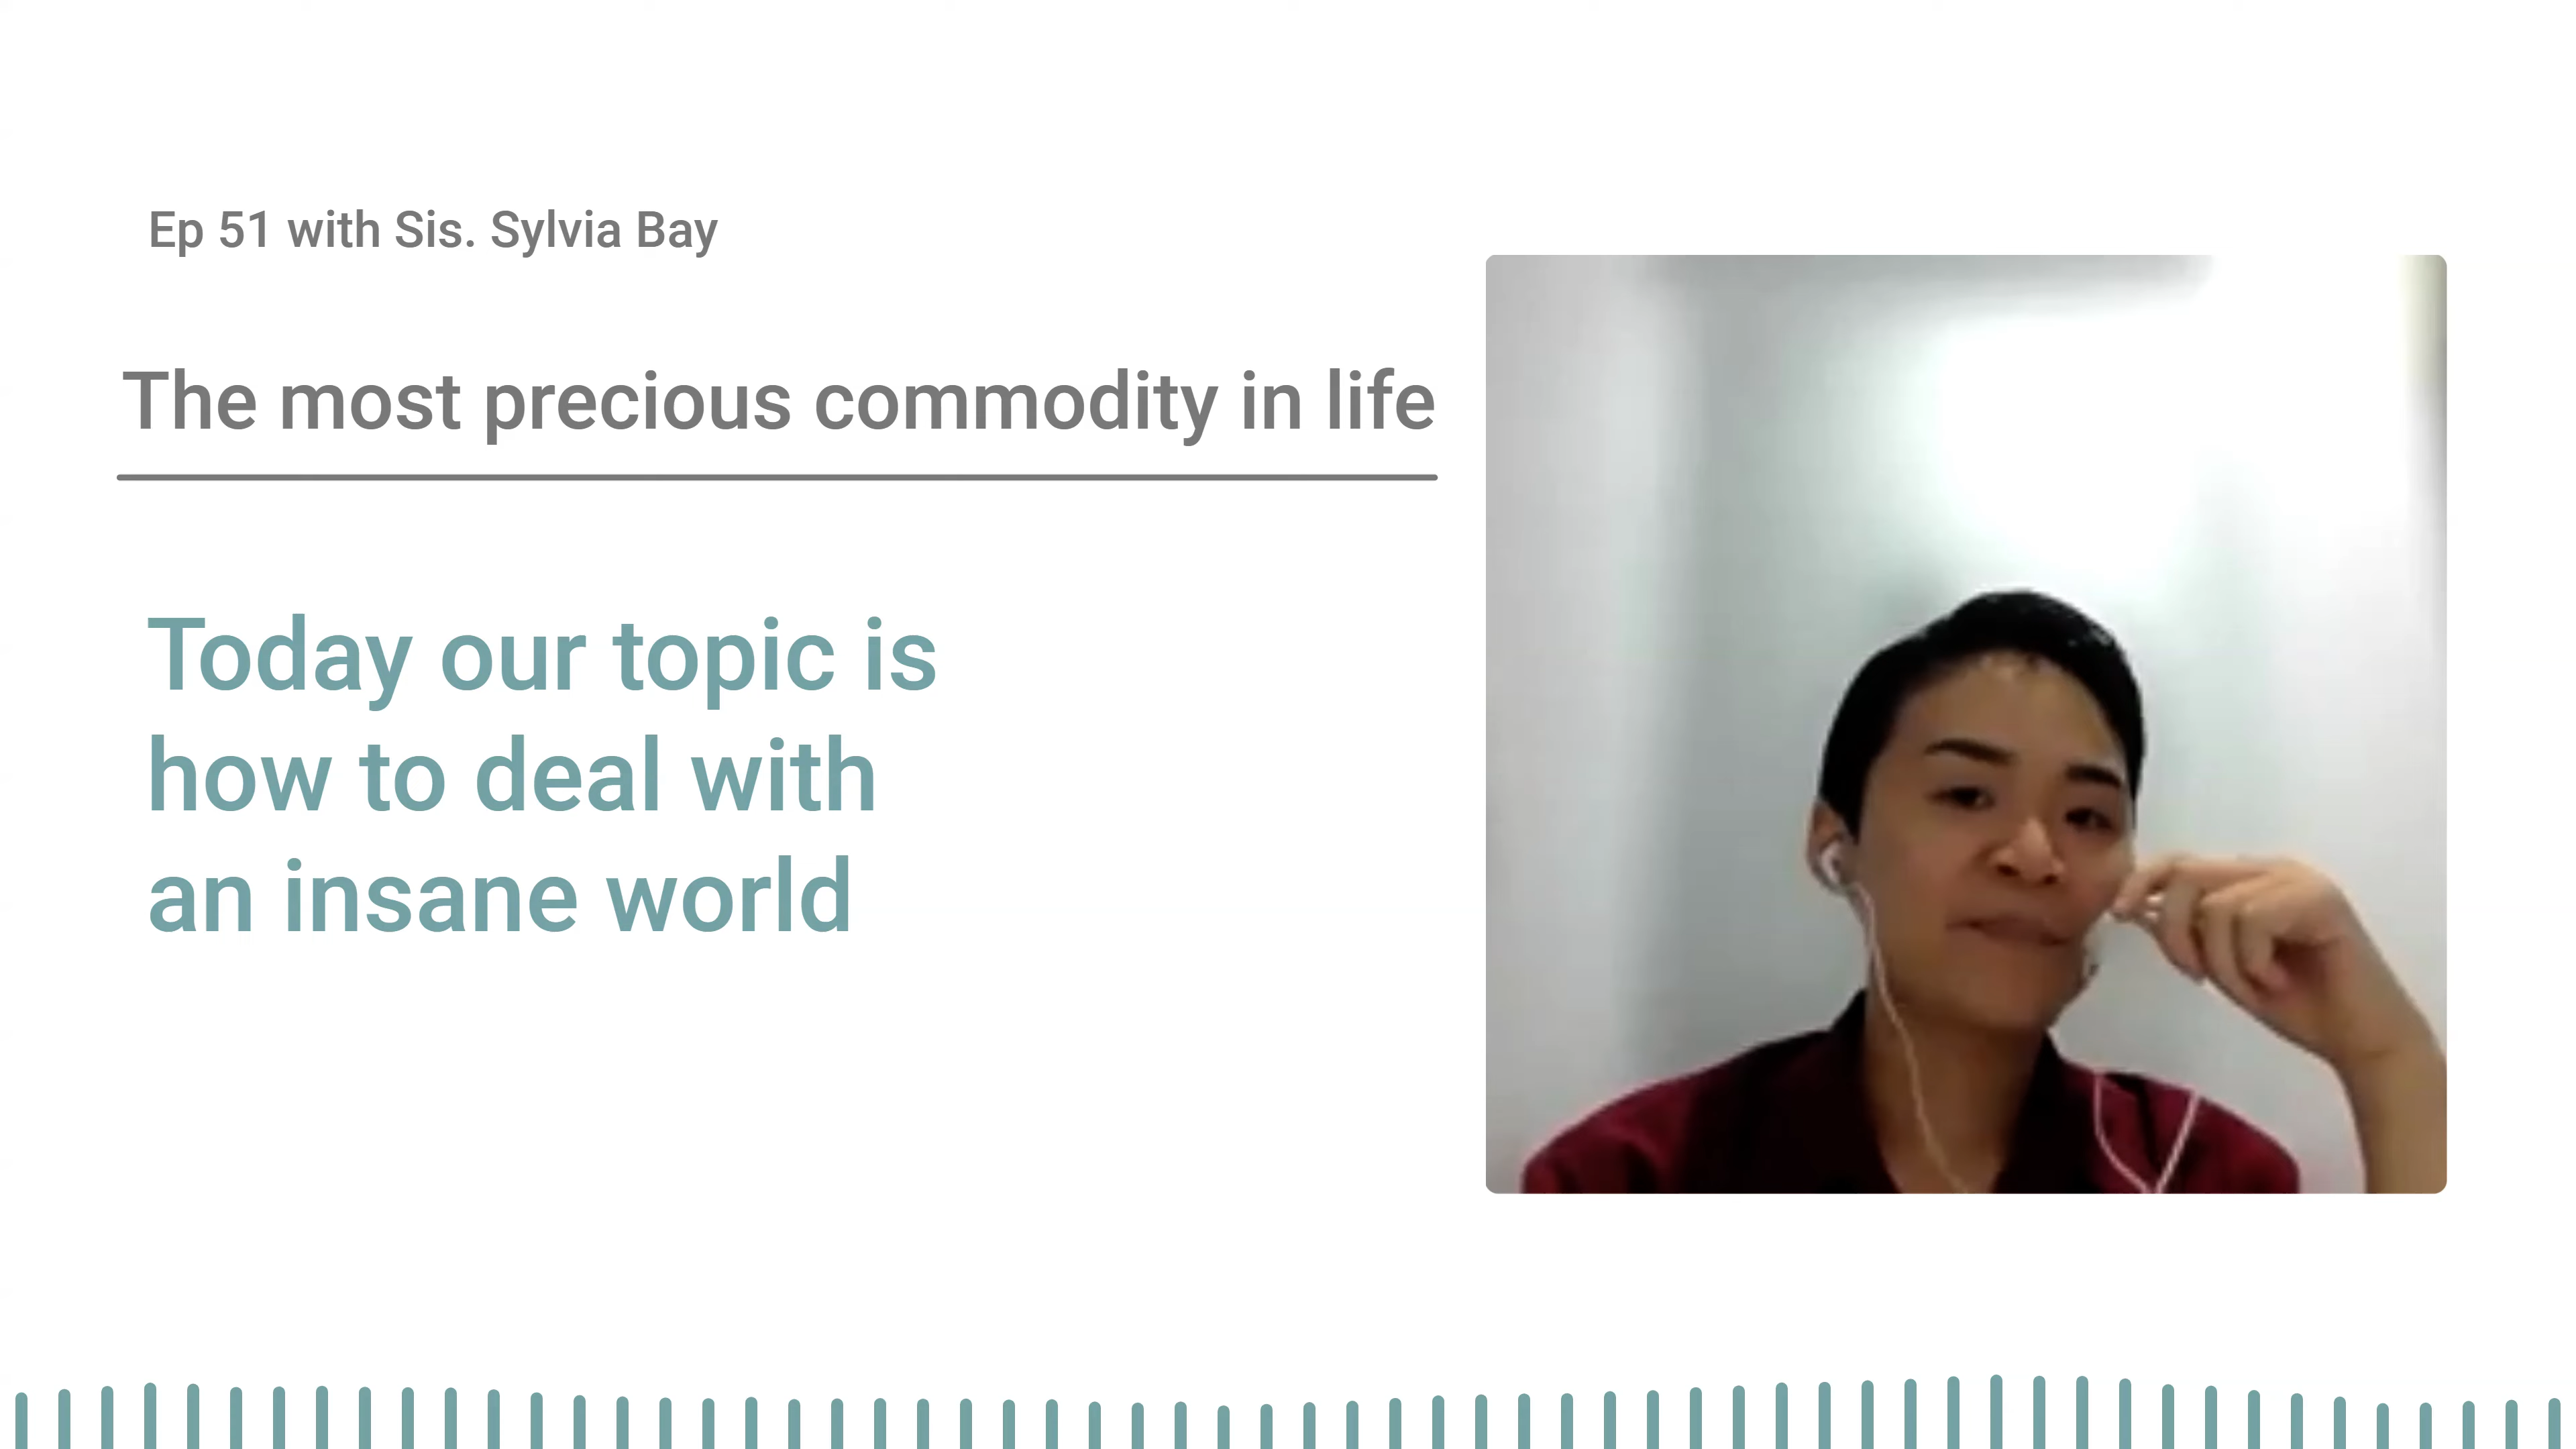 Ep 51 with Sis. Sylvia Bay
The most precious commodity in life
Today our topic is
how to deal with
an insane world